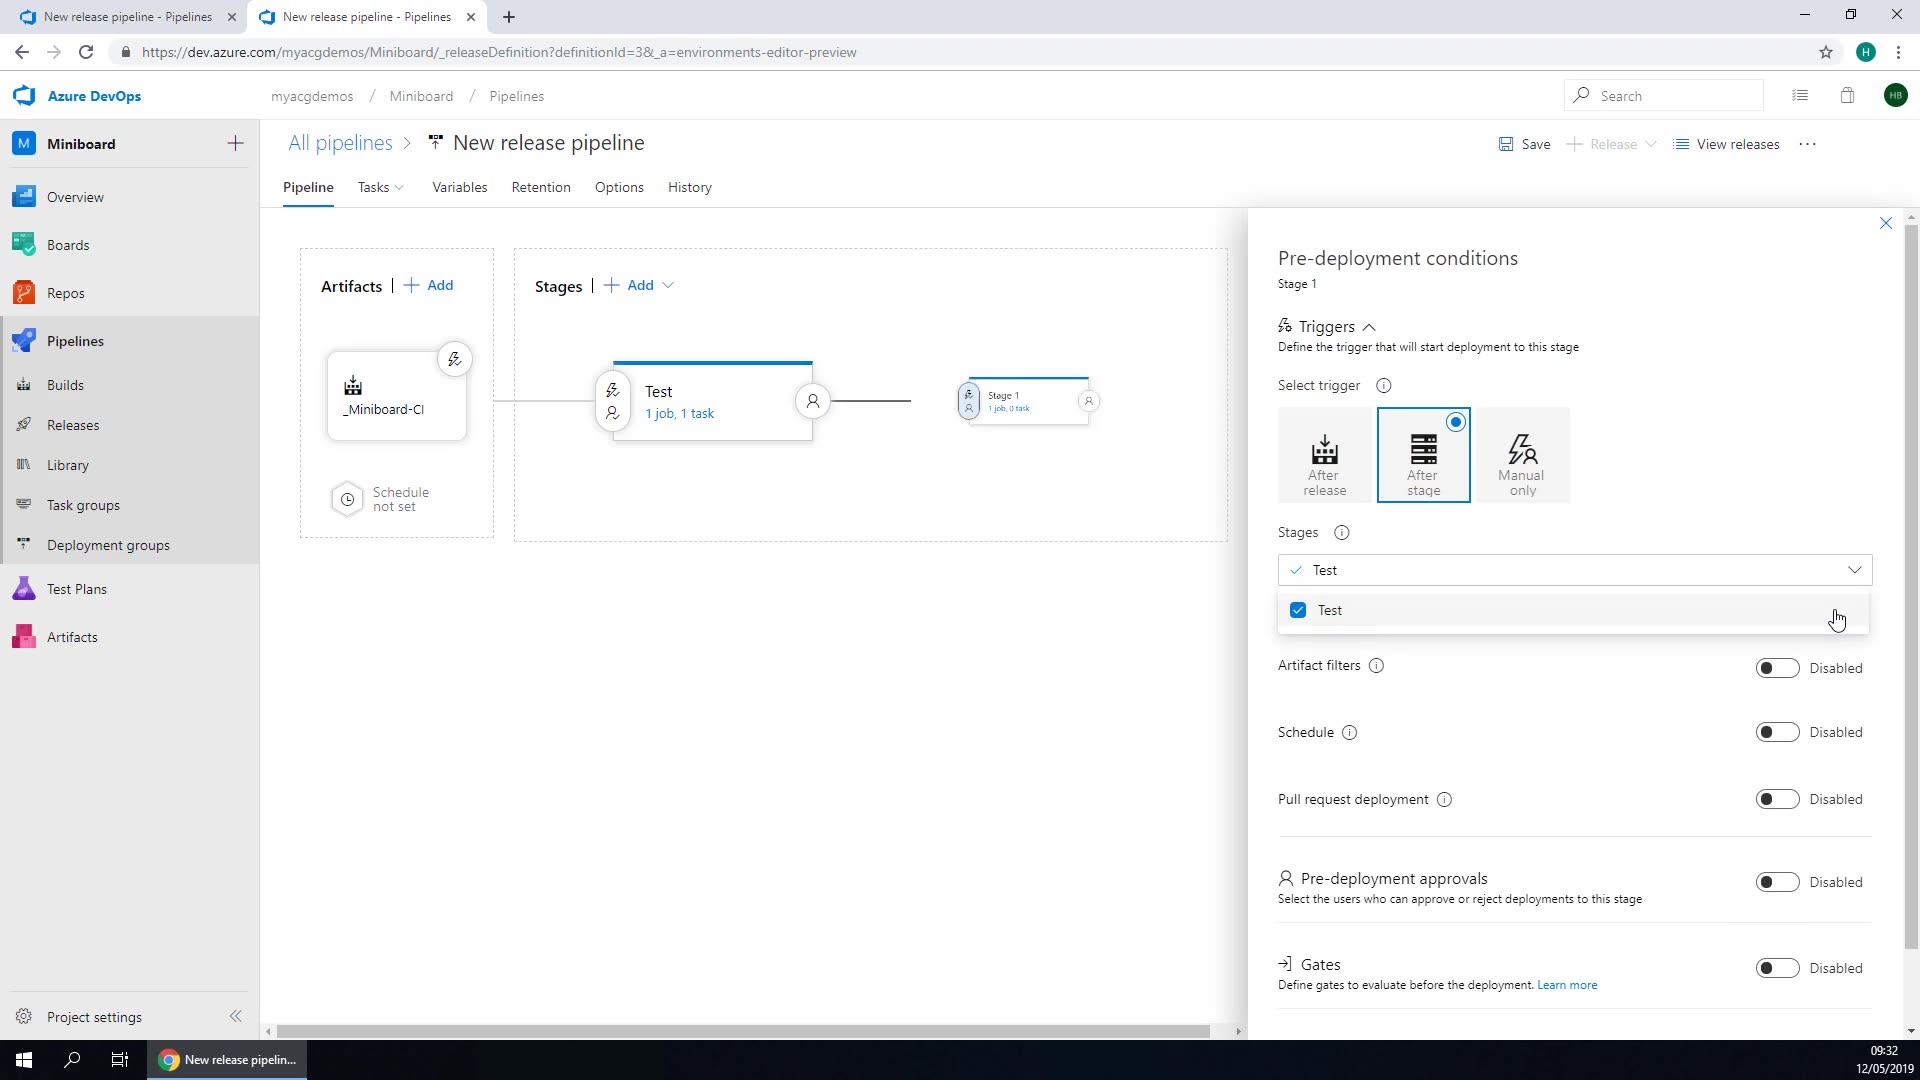 New release pipeline - Pipelines
New release pipeline - Pipelines
https://dev.azure.com/myacgdemos/Miniboard/_releaseDefinition?definitionId=3&_a=environments-editor-preview
H
Azure DevOps
myacgdemos / Miniboard / Pipelines
Search
HB
M Miniboard
All pipelines > New release pipeline
Save
Release
View releases
Pipeline Tasks Variables Retention Options History
Overview
Boards
Repos
Pipelines
Builds
Releases
Library
Task groups
Deployment groups
Test Plans
Artifacts
Project settings
Artifacts | + Add
_Miniboard-CI
Schedule
not set
Stages | + Add
Test
1 job, 1 task
Stage 1
1 job, 0 task
Pre-deployment conditions
Stage 1
Triggers
Define the trigger that will start deployment to this stage
Select trigger
After
release
After
stage
Manual
only
Stages
Test
Test
Artifact filters
Disabled
Schedule
Disabled
Pull request deployment
Disabled
Pre-deployment approvals
Disabled
Select the users who can approve or reject deployments to this stage
Gates
Disabled
Define gates to evaluate before the deployment. Learn more
New release pipelin...
09:32
12/05/2019